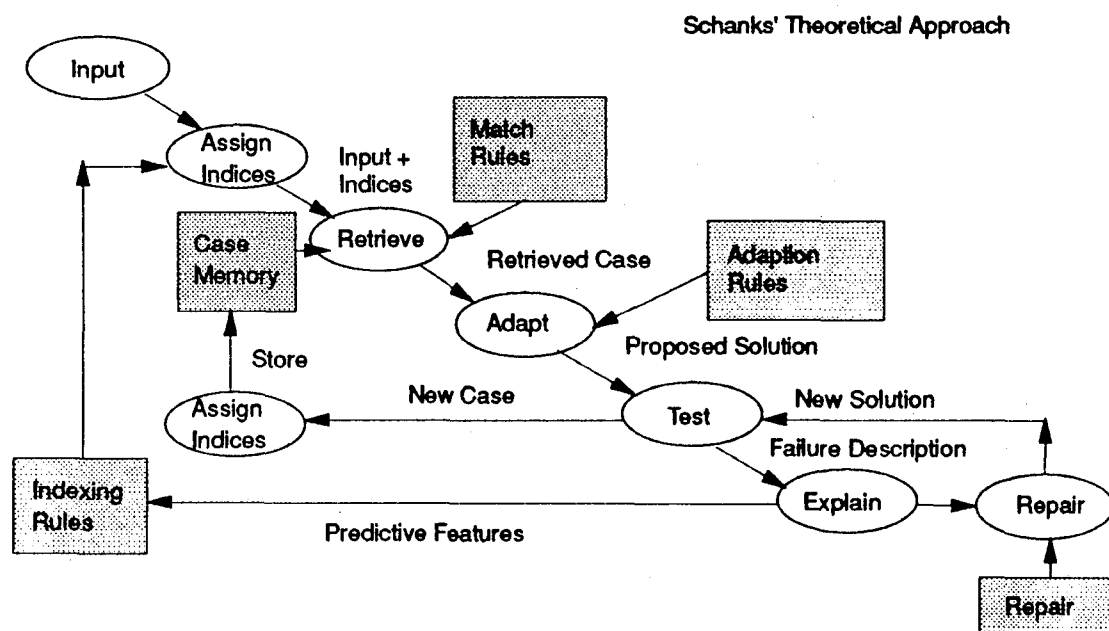 Schanks' Theoretical Approach
Input
Assign
Indices
Input +
Indices
Match
Rules
Case
Memory
Retrieve
Retrieved Case
Adaption
Rules
Adapt
Proposed Solution
Store
New Case
Assign
Indices
Test
New Solution
Failure Description
Indexing
Rules
Explain
Repair
Predictive Features
Repair